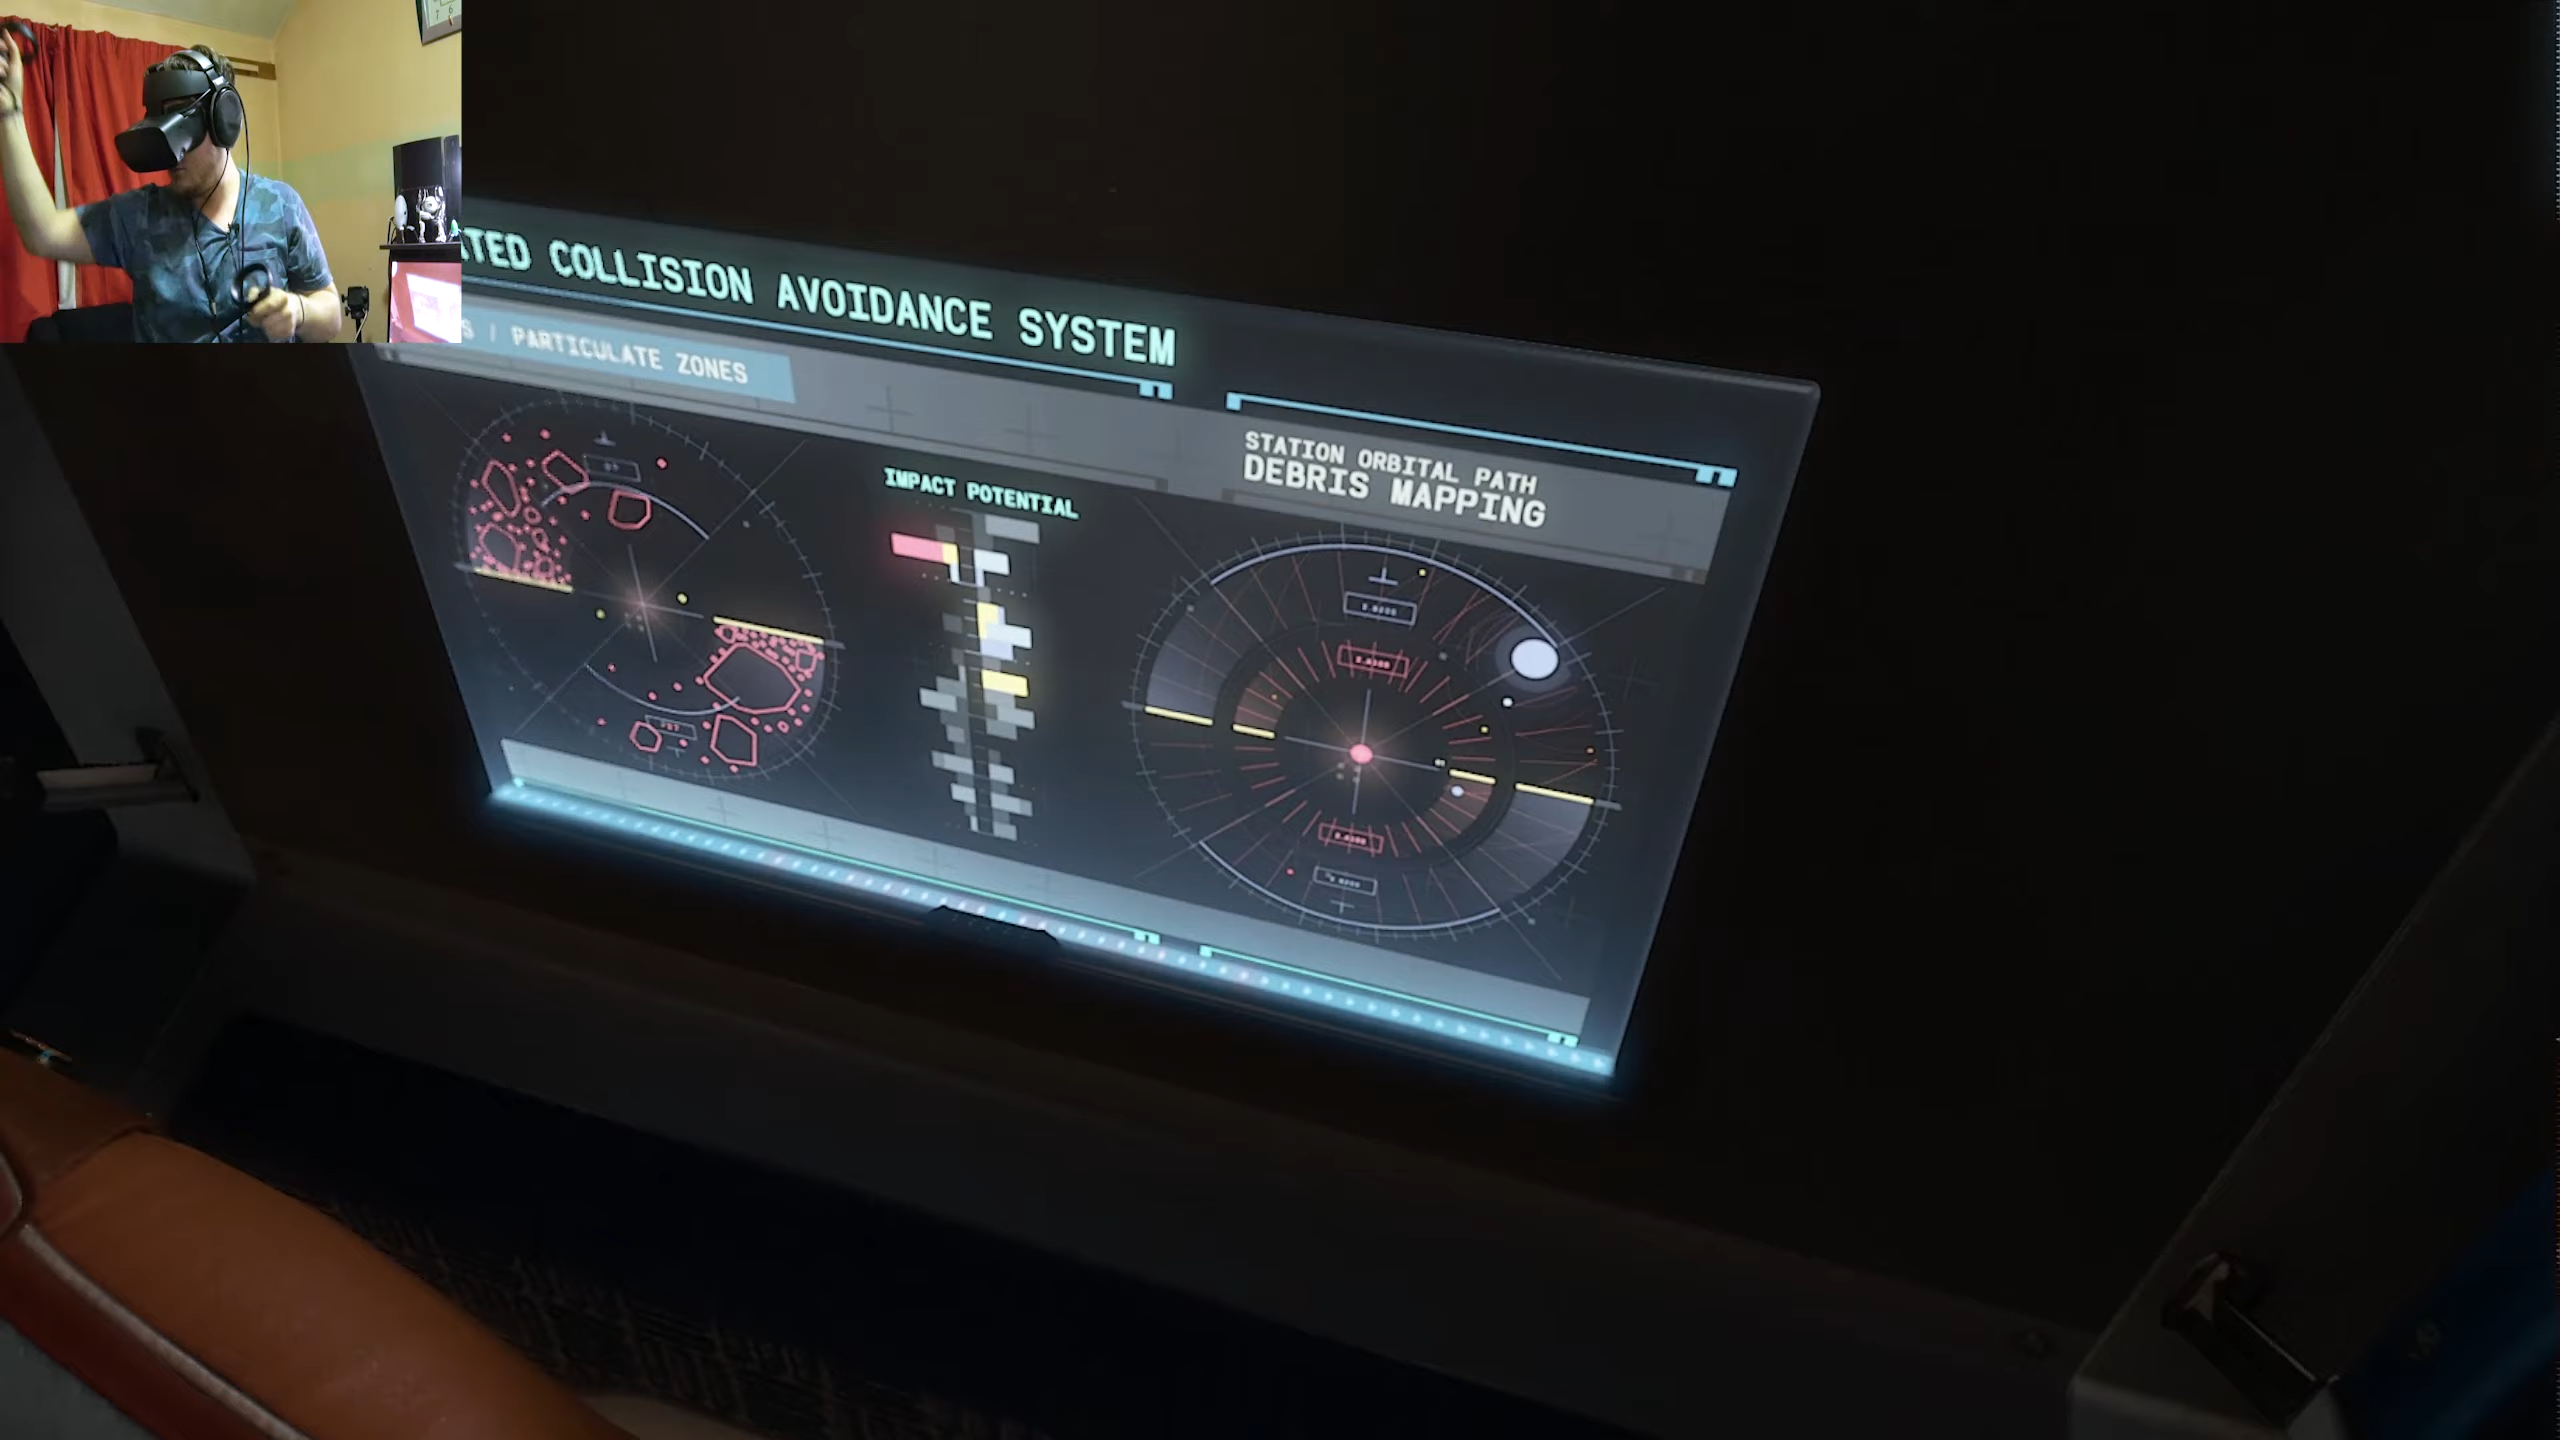 COLLISION AVOIDANCE SYSTEM
| PARTICULATE ZONES
IMPACT POTENTIAL
STATION ORBITAL PATH
DEBRIS MAPPING